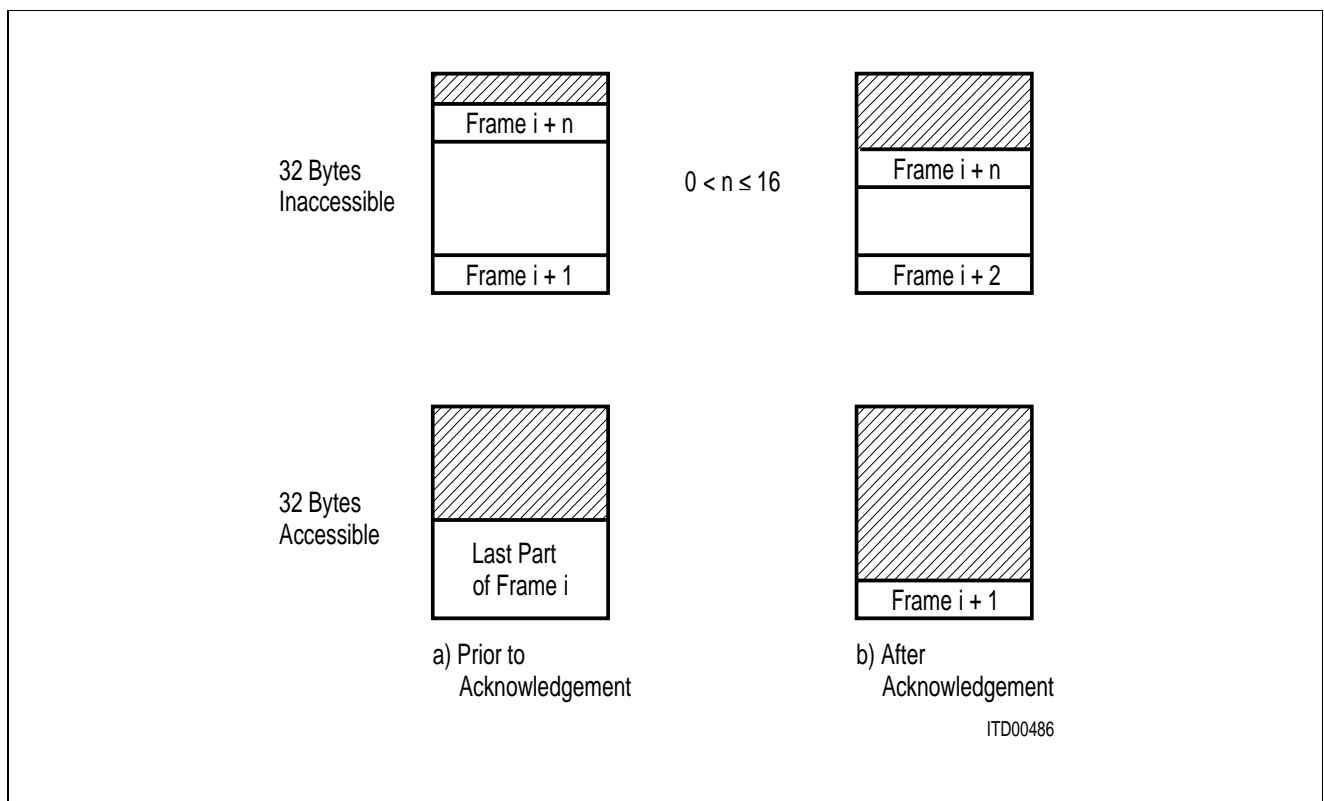 Frame i + n
32 Bytes
Inaccessible
Frame i + 1
0 < n ≤ 16
Frame i + n
Frame i + 2
32 Bytes
Accessible
Last Part
of Frame i
Frame i + 1
a) Prior to
Acknowledgement
b) After
Acknowledgement
ITD00486